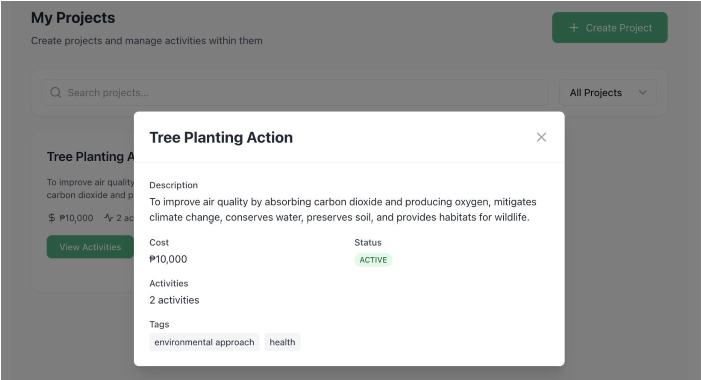 My Projects
Create projects and manage activities within them
Create Project
Search projects...
All Projects
Tree Planting A
To improve air quality
carbon dioxide and p
$ ₱10,000 2 ac
View Activities
Tree Planting Action
Description
To improve air quality by absorbing carbon dioxide and producing oxygen, mitigates
climate change, conserves water, preserves soil, and provides habitats for wildlife.
Cost
₱10,000
Status
ACTIVE
Activities
2 activities
Tags
environmental approach health